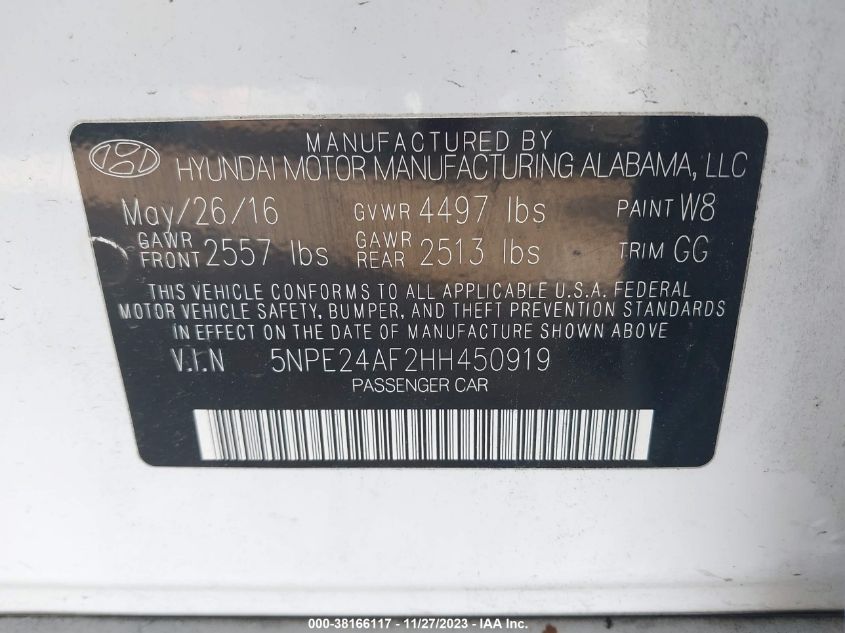 MANUFACTURED BY
HYUNDAI MOTOR MANUFACTURING ALABAMA, LLC
May/26/16 GVWR 4497 lbs PAINT W8
GAWR FRONT 2557 lbs GAWR REAR 2513 lbs TRIM GG
THIS VEHICLE CONFORMS TO ALL APPLICABLE U.S.A. FEDERAL
MOTOR VEHICLE SAFETY, BUMPER, AND THEFT PREVENTION STANDARDS
IN EFFECT ON THE DATE OF MANUFACTURE SHOWN ABOVE
V.I.N 5NPE24AF2HH450919
PASSENGER CAR
000-38166117 - 11/27/2023 - IAA Inc.